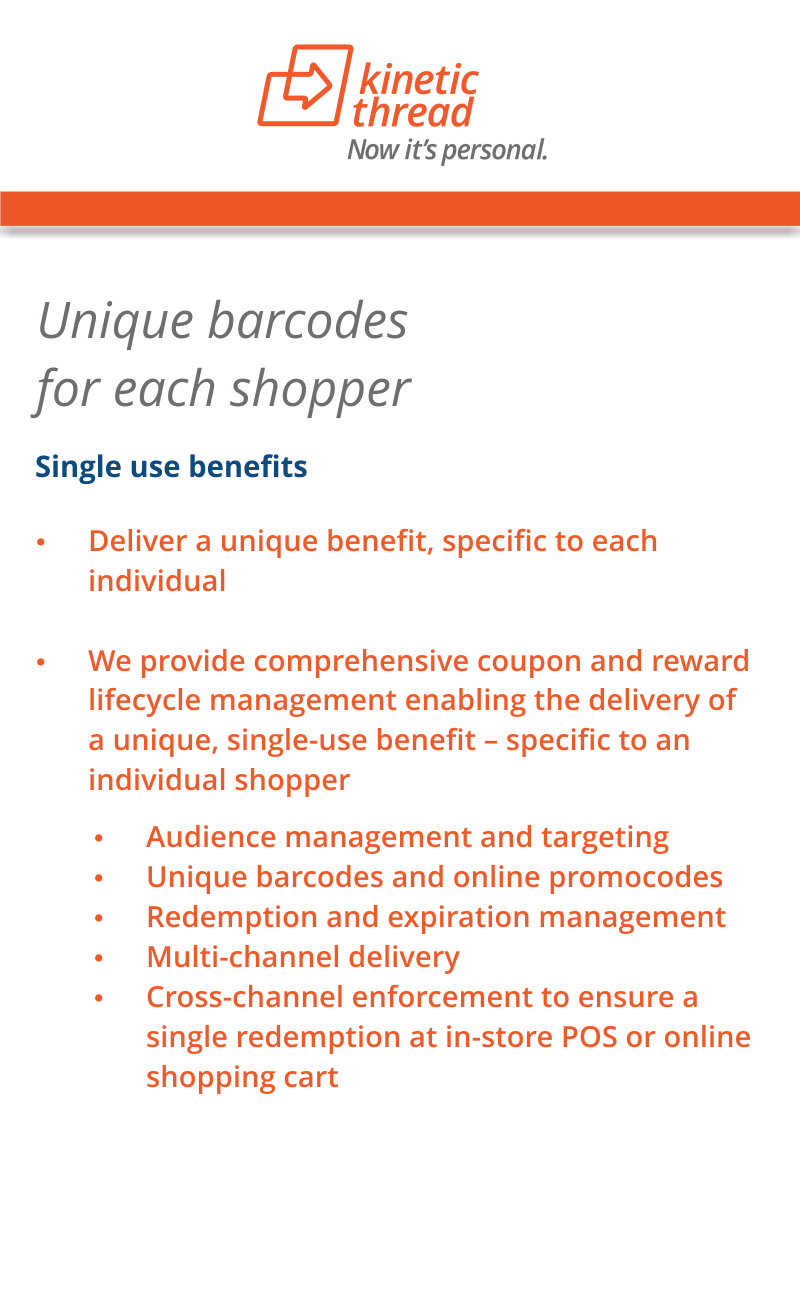 kinetic
thread
Now it's personal.
Unique barcodes
for each shopper
Single use benefits
• Deliver a unique benefit, specific to each
individual
• We provide comprehensive coupon and reward
lifecycle management enabling the delivery of
a unique, single-use benefit – specific to an
individual shopper
• Audience management and targeting
• Unique barcodes and online promocodes
• Redemption and expiration management
• Multi-channel delivery
• Cross-channel enforcement to ensure a
single redemption at in-store POS or online
shopping cart